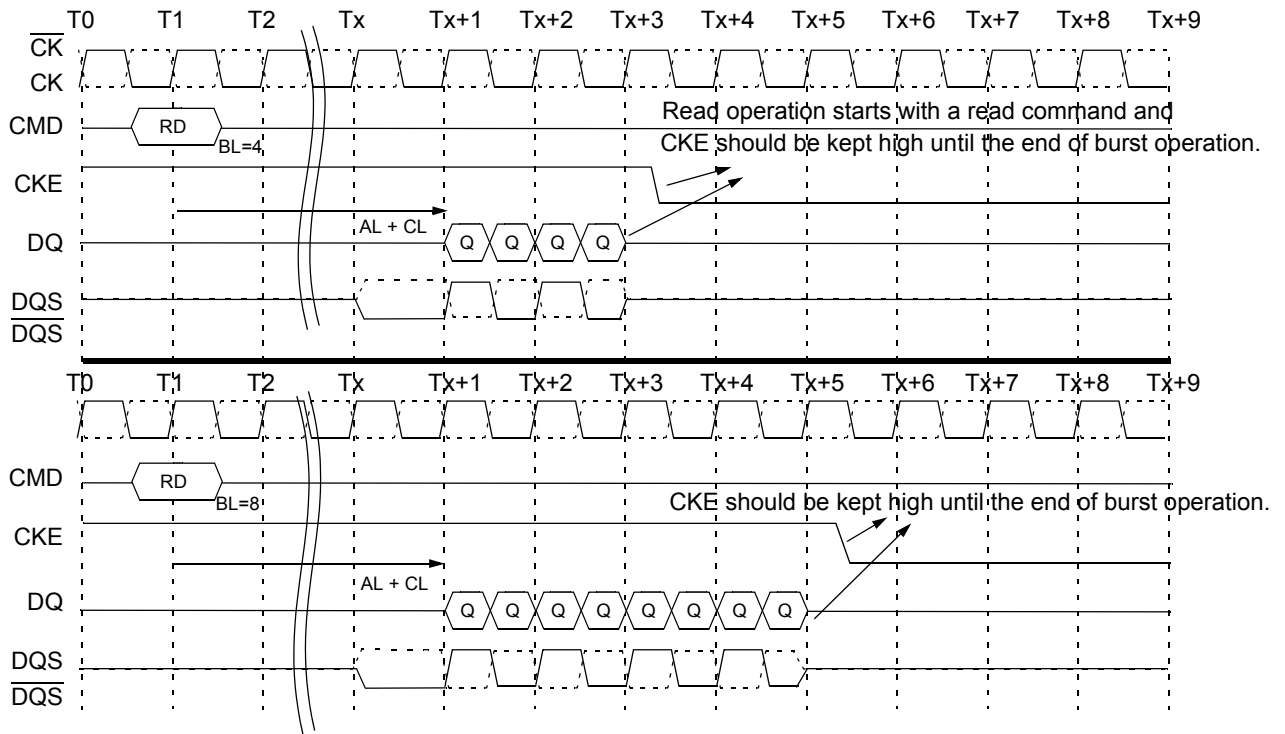 T0 T1 T2 Tx Tx+1 Tx+2 Tx+3 Tx+4 Tx+5 Tx+6 Tx+7 Tx+8 Tx+9
CK
CK
Read operation starts with a read command and
CMD RD BL=4
CKE should be kept high until the end of burst operation.
CKE
AL + CL
DQ Q Q Q Q
DQS
DQS
T0 T1 T2 Tx Tx+1 Tx+2 Tx+3 Tx+4 Tx+5 Tx+6 Tx+7 Tx+8 Tx+9
CMD RD BL=8
CKE should be kept high until the end of burst operation.
CKE
AL + CL
DQ Q Q Q Q Q Q Q Q
DQS
DQS